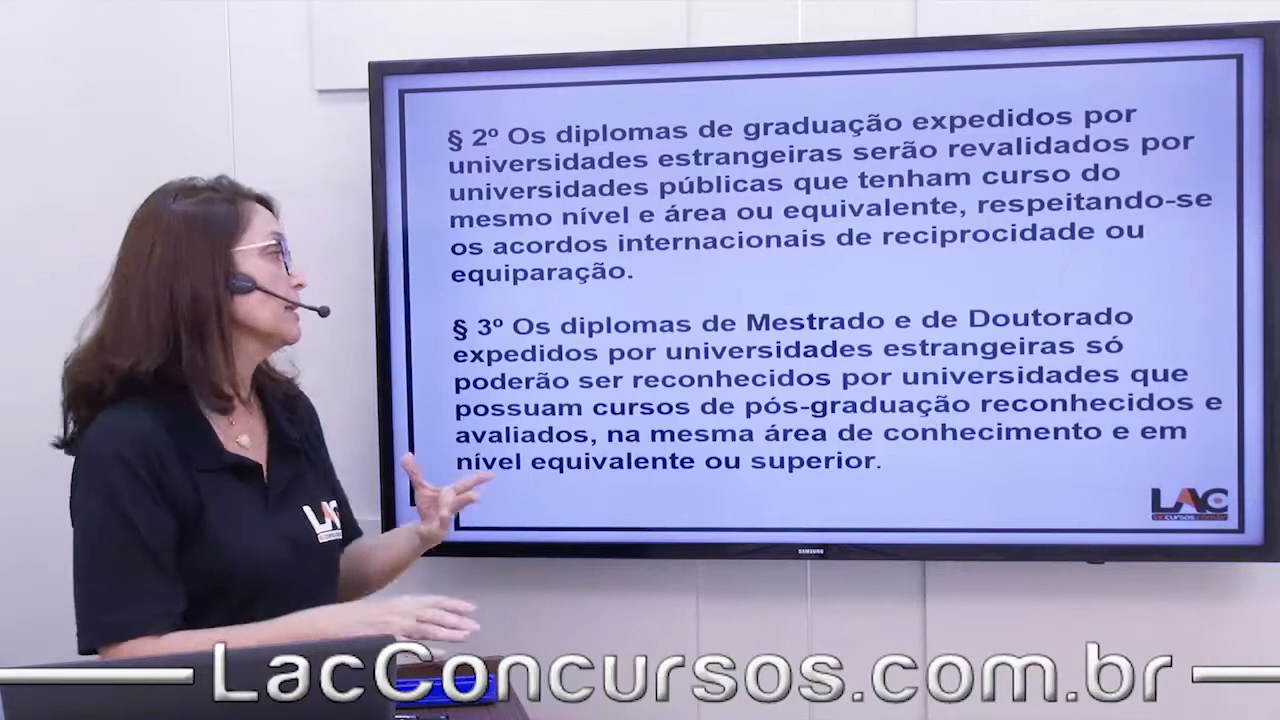 § 2º Os diplomas de graduação expedidos por
universidades estrangeiras serão revalidados por
universidades públicas que tenham curso do
mesmo nível e área ou equivalente, respeitando-se
os acordos internacionais de reciprocidade ou
equiparação.
§ 3º Os diplomas de Mestrado e de Doutorado
expedidos por universidades estrangeiras só
poderão ser reconhecidos por universidades que
possuam cursos de pós-graduação reconhecidos e
avaliados, na mesma área de conhecimento e em
nível equivalente ou superior.
LAC
laccursos.com.br
SAMSUNG
LAC
LacConcursos.com.br